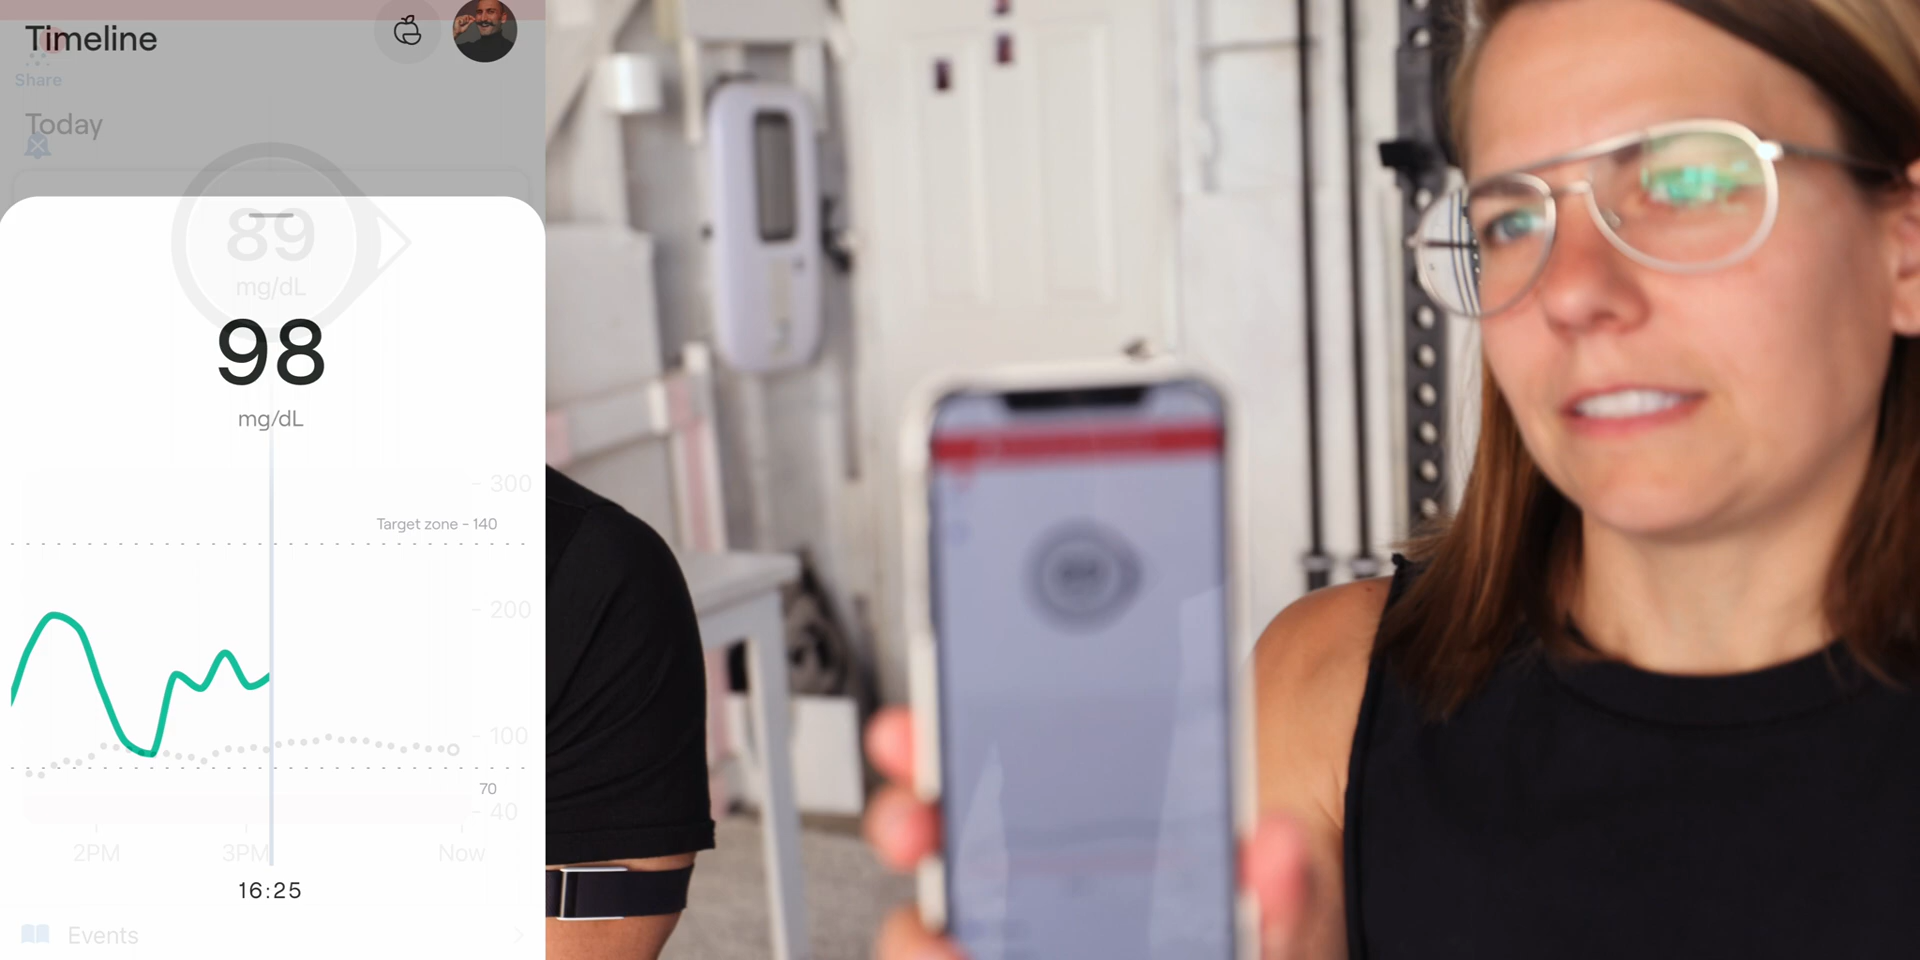 Timeline
Share
Today
89
mg/dL
98
mg/dL
300
Target zone - 140
200
100
70
40
2PM
3PM
Now
16:25
Events